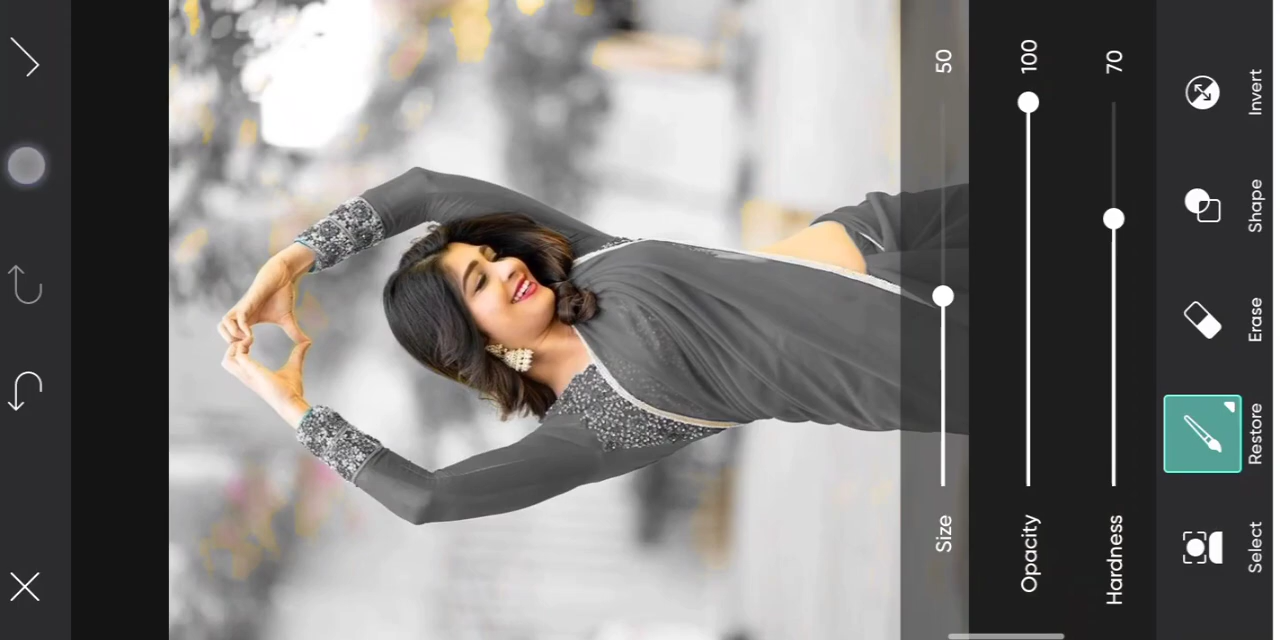 Size 50
Opacity 100
Hardness 70
Select
Restore
Erase
Shape
Invert